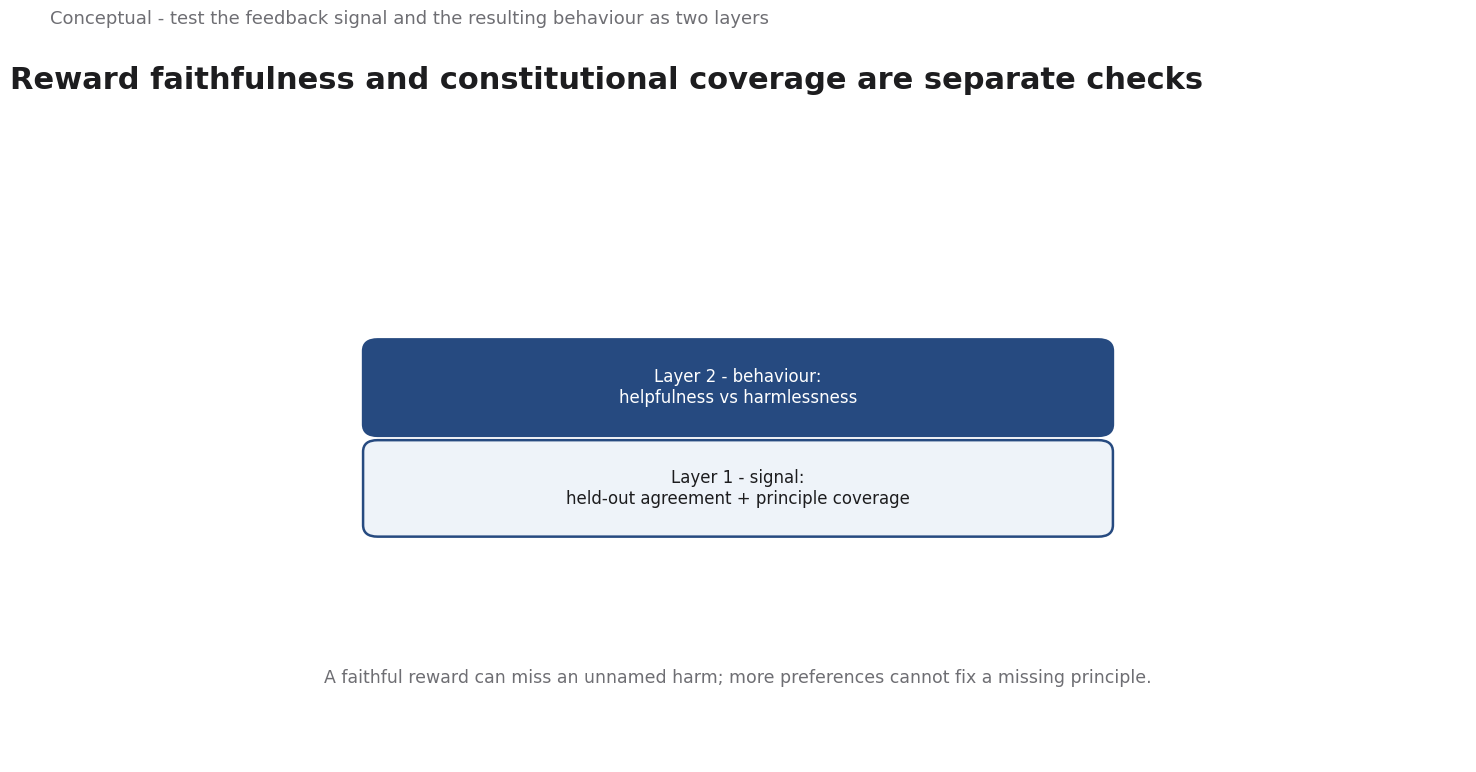 Conceptual - test the feedback signal and the resulting behaviour as two layers
Reward faithfulness and constitutional coverage are separate checks
Layer 2 - behaviour:
helpfulness vs harmlessness
Layer 1 - signal:
held-out agreement + principle coverage
A faithful reward can miss an unnamed harm; more preferences cannot fix a missing principle.